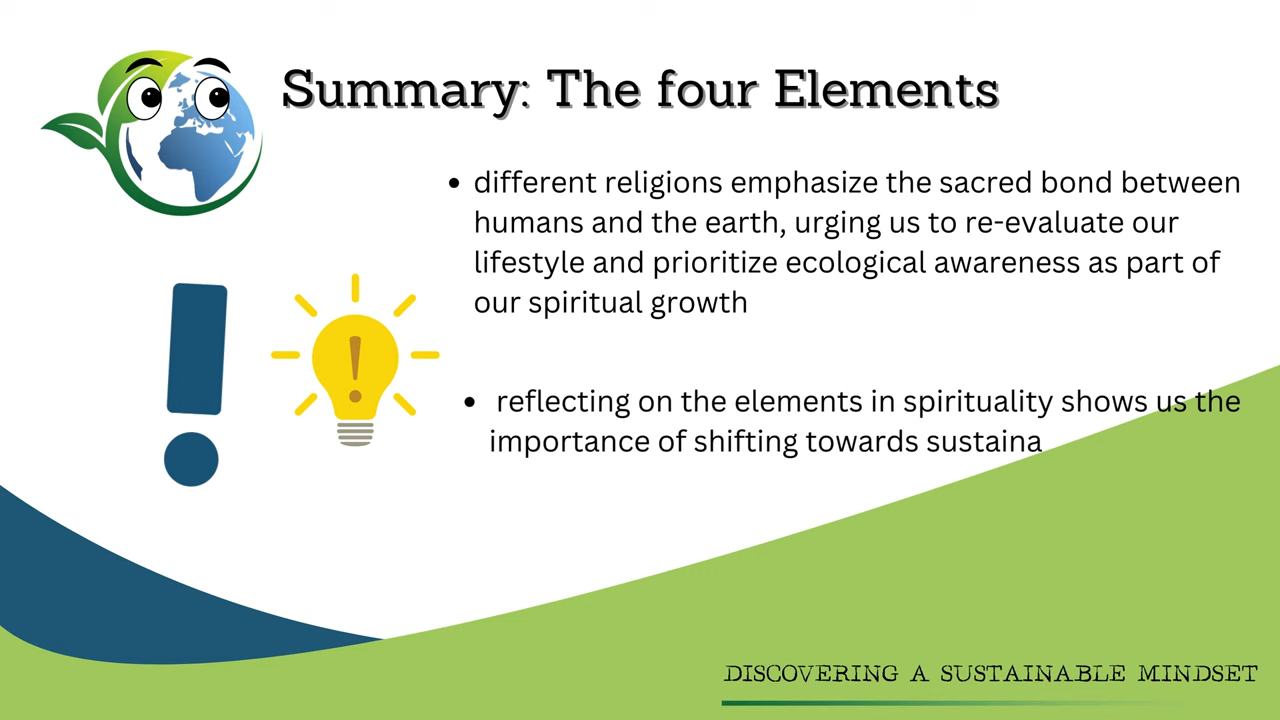 Summary: The four Elements
• different religions emphasize the sacred bond between
humans and the earth, urging us to re-evaluate our
lifestyle and prioritize ecological awareness as part of
our spiritual growth
• reflecting on the elements in spirituality shows us the
importance of shifting towards sustaina
DISCOVERING A SUSTAINABLE MINDSET